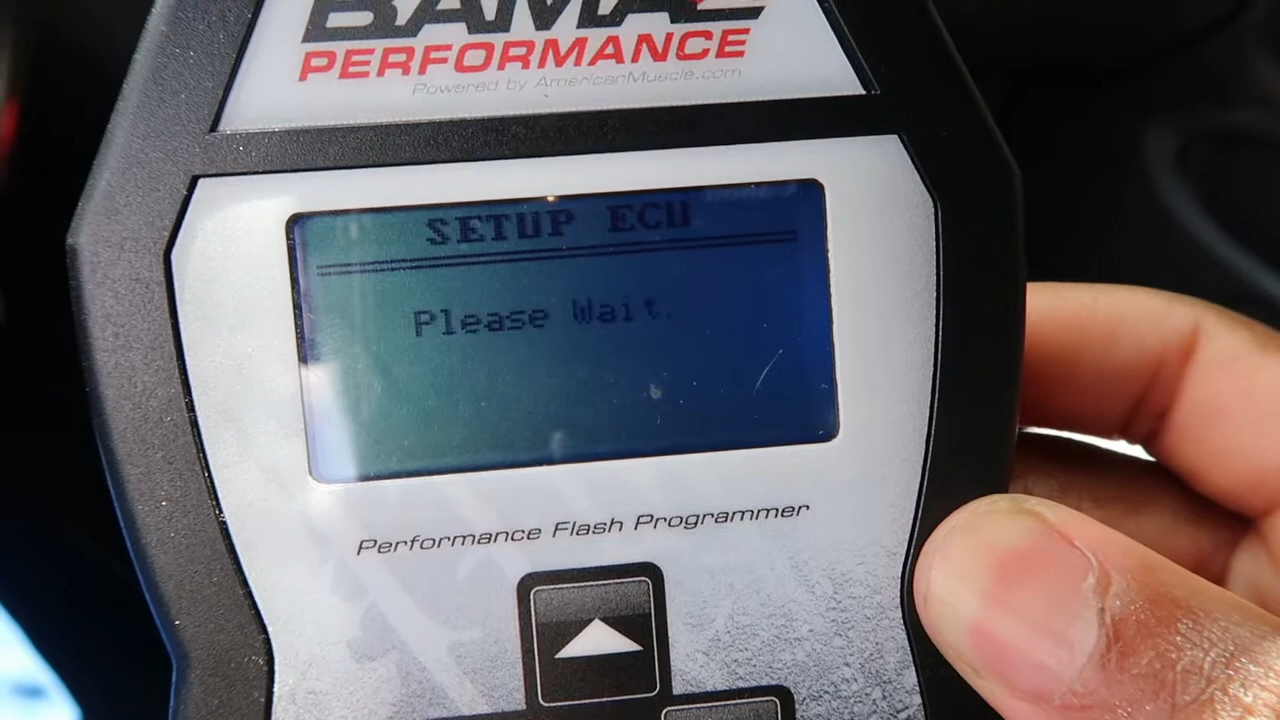 BAMA
PERFORMANCE
Powered by AmericanMuscle.com
SETUP ECU
Please Wait.
Performance Flash Programmer